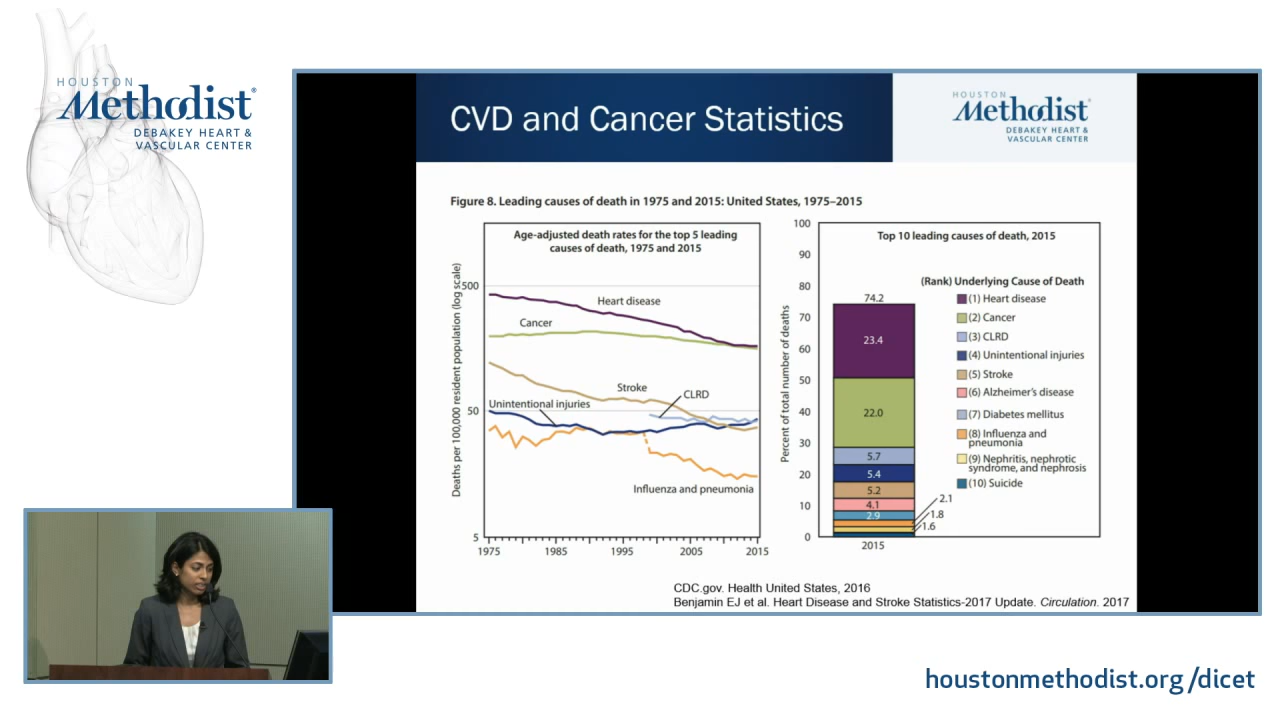 HOUSTON
Methodist®
DEBAKEY HEART &
VASCULAR CENTER
CVD and Cancer Statistics
HOUSTON
Methodist®
DEBAKEY HEART &
VASCULAR CENTER
Figure 8. Leading causes of death in 1975 and 2015: United States, 1975–2015
Age-adjusted death rates for the top 5 leading
causes of death, 1975 and 2015
Deaths per 100,000 resident population (log scale)
500
50
5
Heart disease
Cancer
Stroke
CLRD
Unintentional injuries
Influenza and pneumonia
1975
1985
1995
2005
2015
Top 10 leading causes of death, 2015
Percent of total number of deaths
100
90
80
70
60
50
40
30
20
10
0
74.2
23.4
22.0
5.7
5.4
5.2
4.1
2.9
2.1
1.8
1.6
2015
(Rank) Underlying Cause of Death
(1) Heart disease
(2) Cancer
(3) CLRD
(4) Unintentional injuries
(5) Stroke
(6) Alzheimer's disease
(7) Diabetes mellitus
(8) Influenza and
pneumonia
(9) Nephritis, nephrotic
syndrome, and nephrosis
(10) Suicide
CDC.gov. Health United States, 2016
Benjamin EJ et al. Heart Disease and Stroke Statistics-2017 Update. Circulation. 2017
houstonmethodist.org/dicet